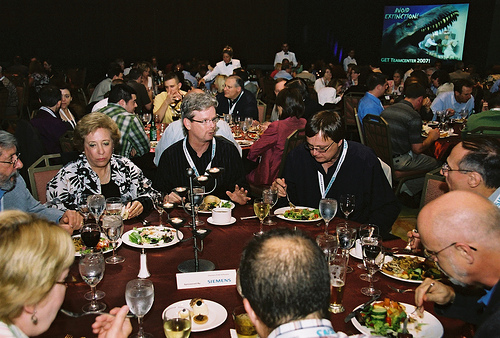 AVOID
EXTINCTION!
GET TEAMCENTER 2007!
SIEMENS